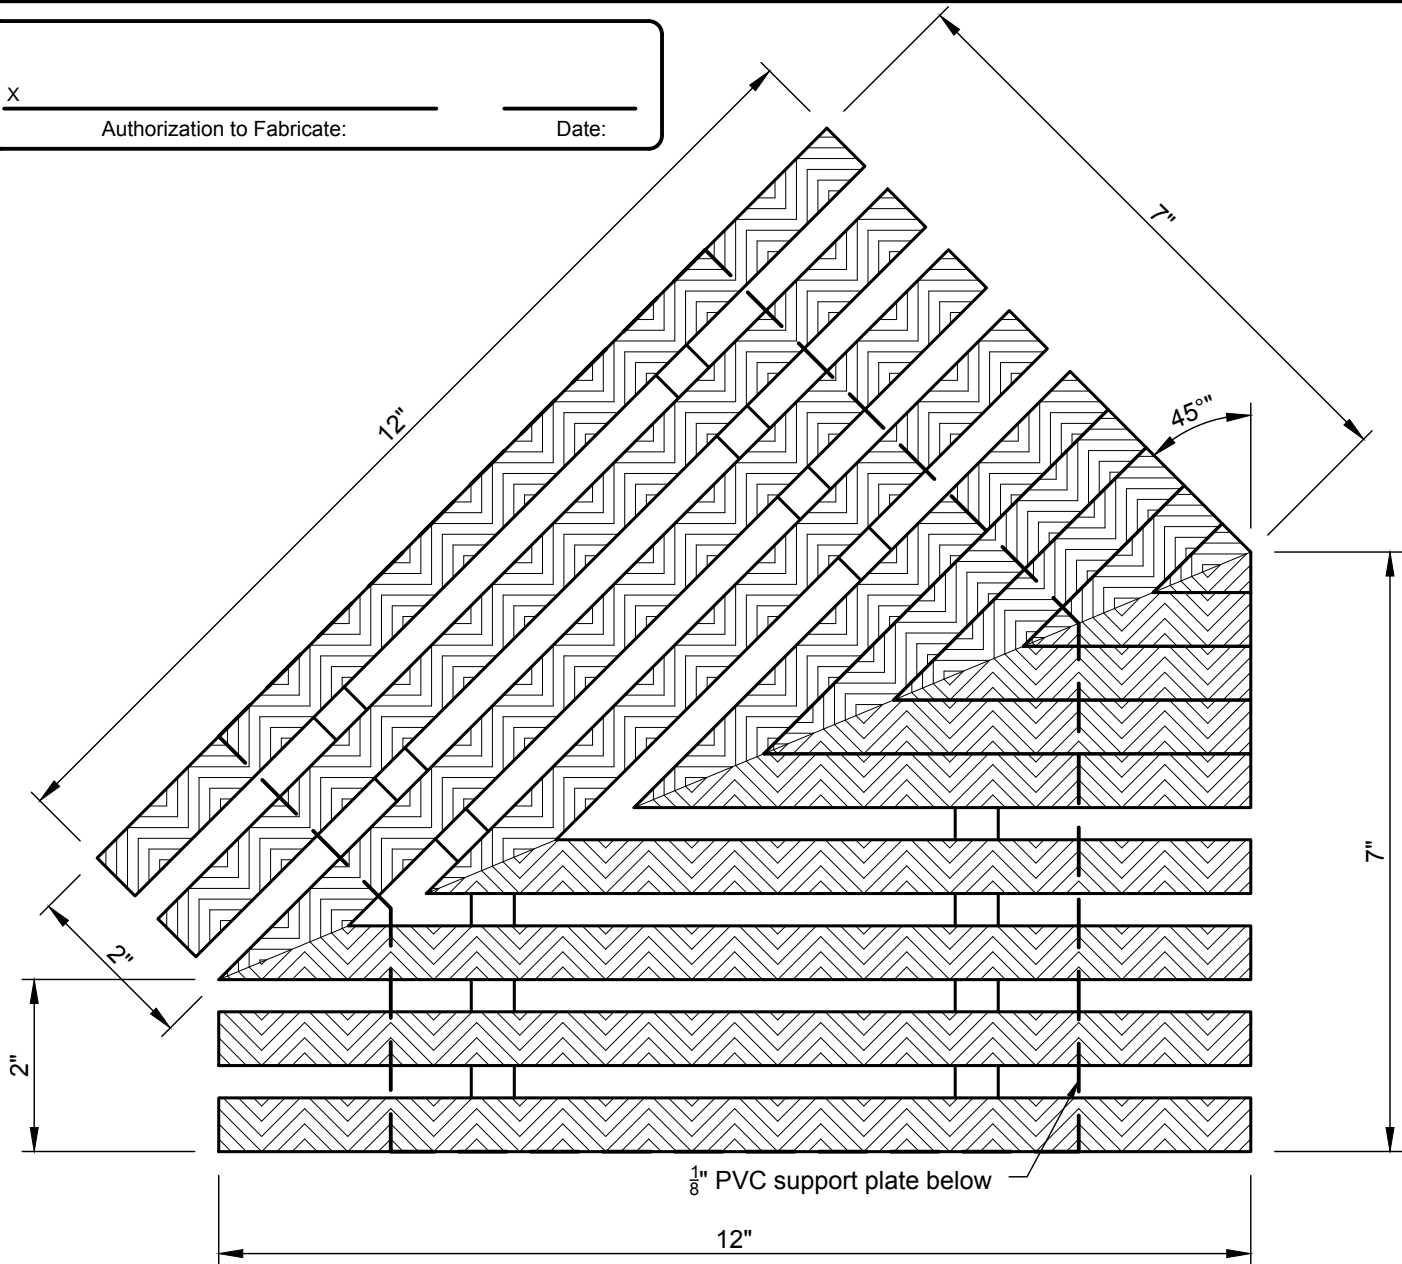 X
Authorization to Fabricate: Date:
7"
12"
45°"
2"
7"
2"
1/8" PVC support plate below
12"